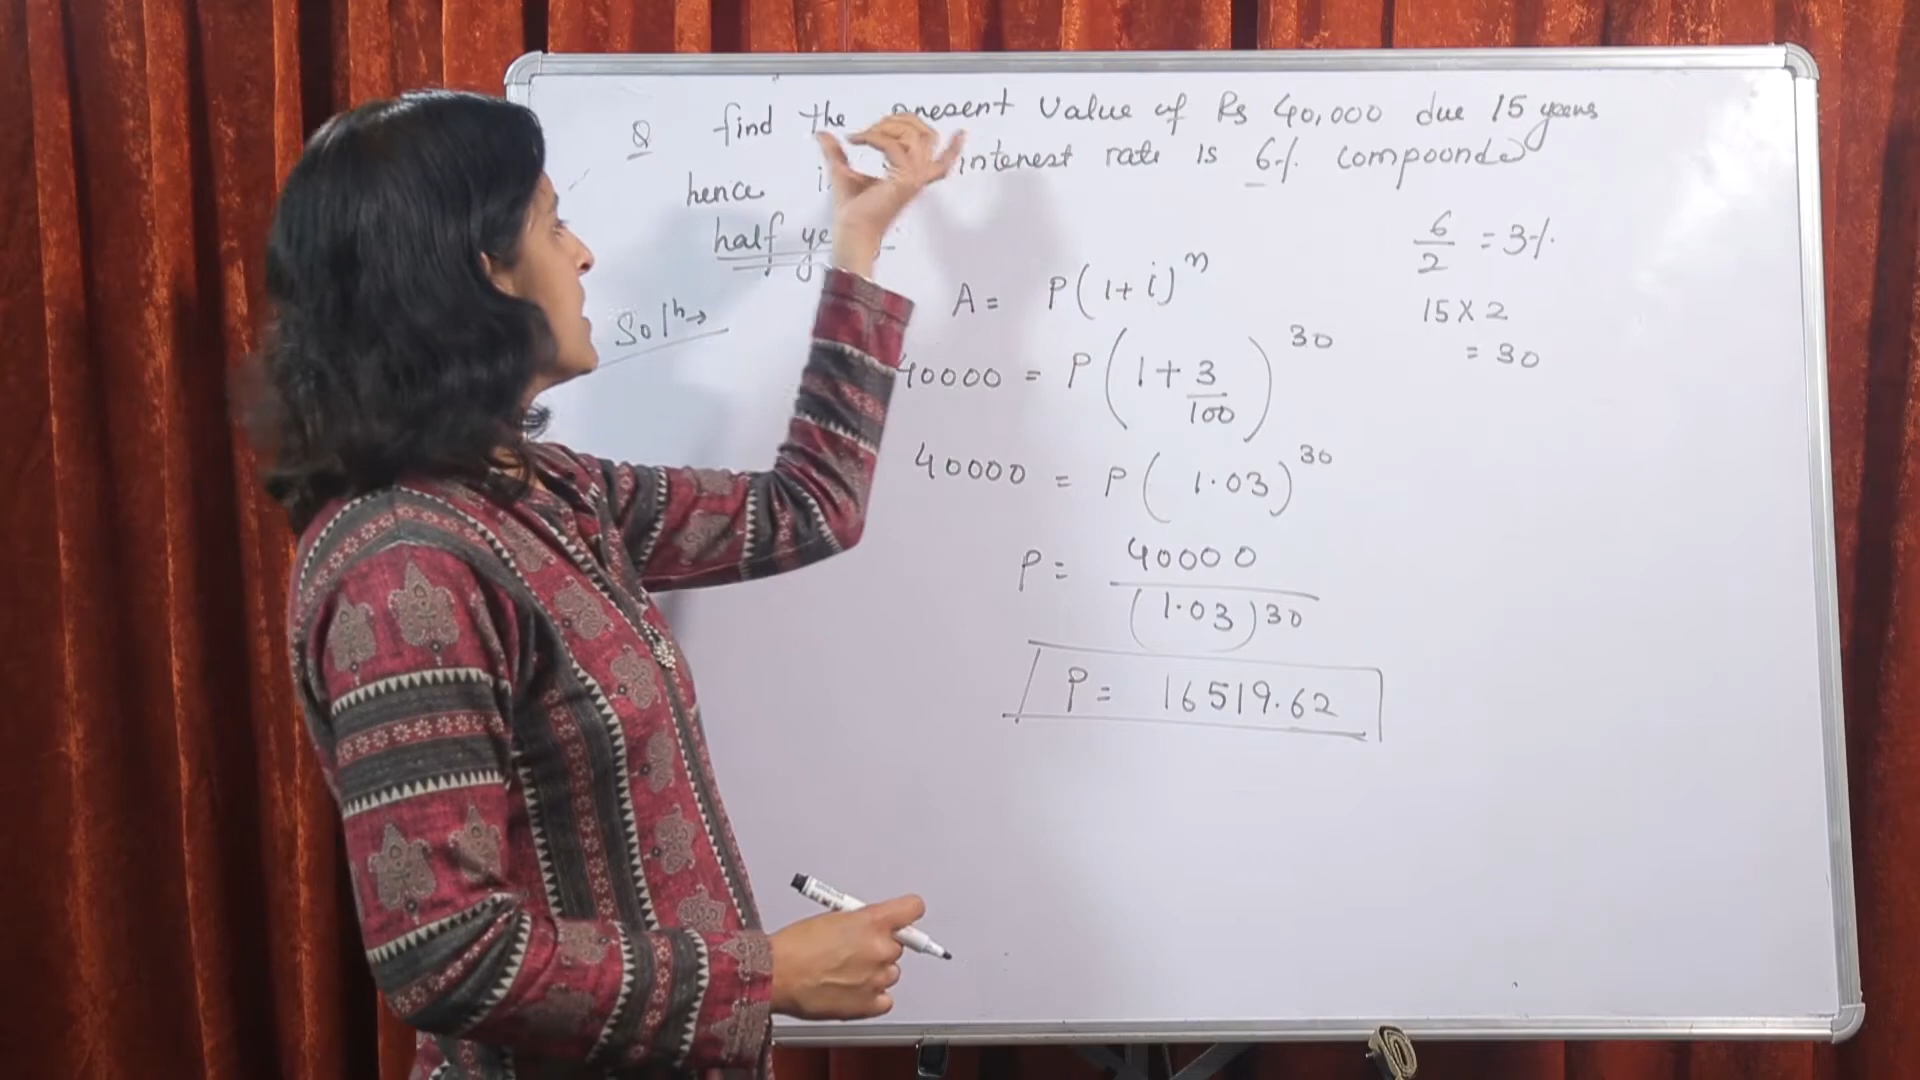 Q find the present value of Rs 40,000 due 15 years
hence interest rate is 6% compounded
half
6/2 = 3%
Solⁿ→
A = P(1+i)ⁿ
15 X 2
= 30
40000 = P(1+3/100)³⁰
40000 = P(1.03)³⁰
P = 40000/(1.03)30
P = 16519.62